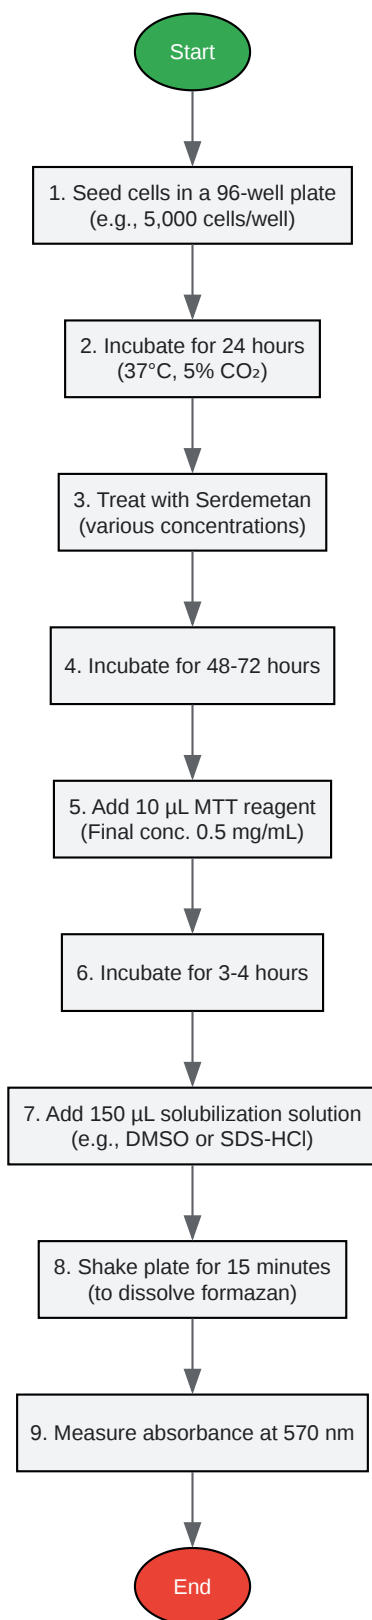 Start
1. Seed cells in a 96-well plate
(e.g., 5,000 cells/well)
2. Incubate for 24 hours
(37°C, 5% CO₂)
3. Treat with Serdemetan
(various concentrations)
4. Incubate for 48-72 hours
5. Add 10 µL MTT reagent
(Final conc. 0.5 mg/mL)
6. Incubate for 3-4 hours
7. Add 150 µL solubilization solution
(e.g., DMSO or SDS-HCl)
8. Shake plate for 15 minutes
(to dissolve formazan)
9. Measure absorbance at 570 nm
End